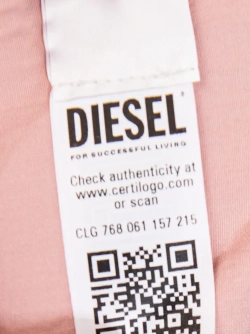 DIESEL
FOR SUCCESSFUL LIVING
Check authenticity at
www.certilogo.com
or scan
CLG 768 061 157 215